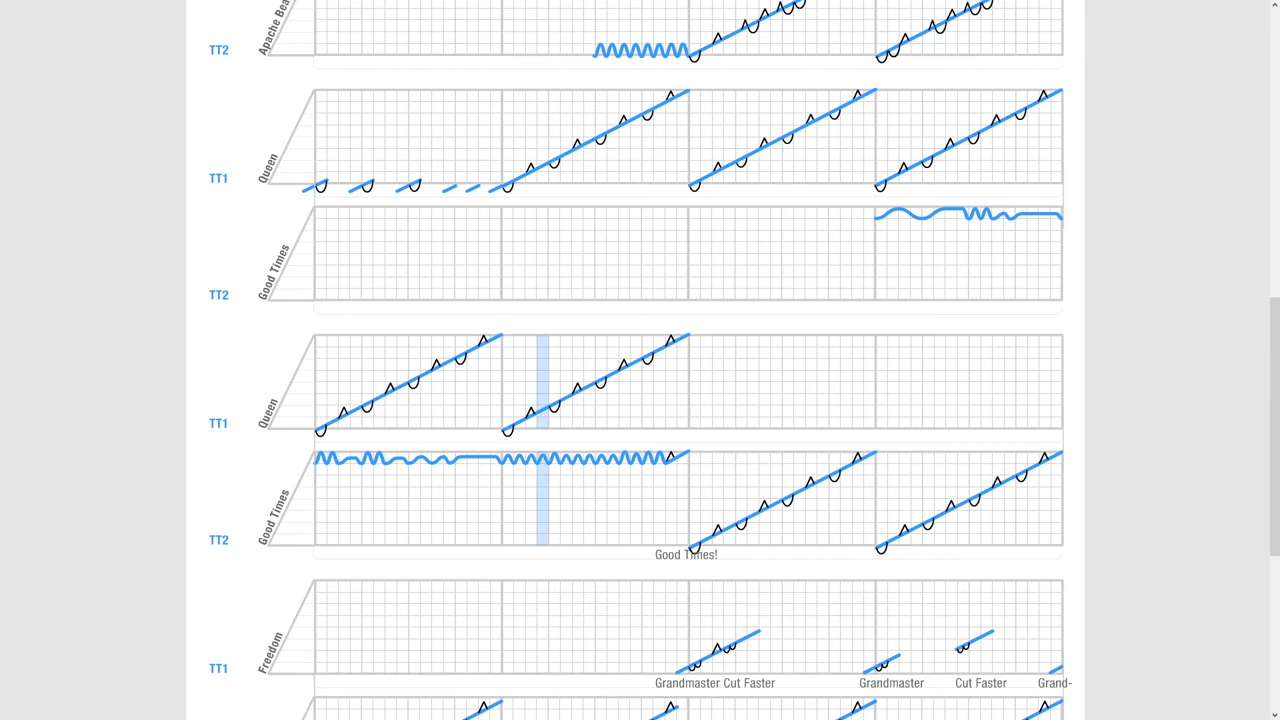 Apache Bea
TT2
Queen
TT1
Good Times
TT2
Queen
TT1
Good Times
TT2
Good Times!
Freedom
TT1
Grandmaster Cut Faster
Grandmaster
Cut Faster
Grand-